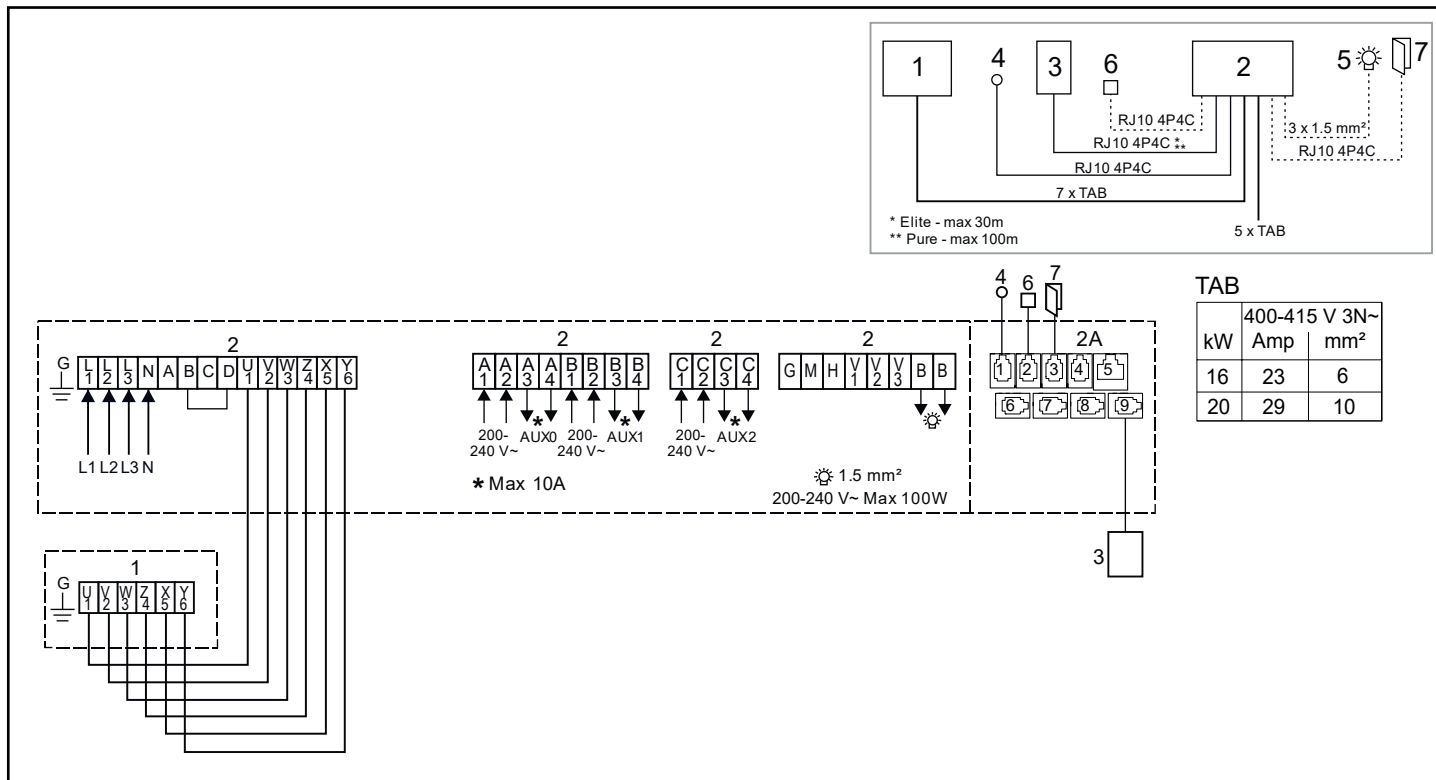 1 4 3 6 2 5 7
RJ10 4P4C
3 x 1.5 mm²
RJ10 4P4C *
**
RJ10 4P4C
RJ10 4P4C
7 x TAB
5 x TAB
* Elite - max 30m
** Pure - max 100m
4 6 7
TAB
400-415 V 3N~
kW Amp mm²
16 23 6
20 29 10
2 2 2 2 2A
G L1 L2 L3 N A B C D U1 V2 W3 Z4 X5 Y6
A1 A2 A3 A4 B1 B2 B3 B4
C1 C2 C3 C4
G M H V1 V2 V3 B B
1 2 3 4 5
6 7 8 9
L1 L2 L3 N
200-240 V~ * AUX0 200-240 V~ * AUX1
200-240 V~ * AUX2
* Max 10A
1.5 mm²
200-240 V~ Max 100W
3
1
G U1 V2 W3 Z4 X5 Y6